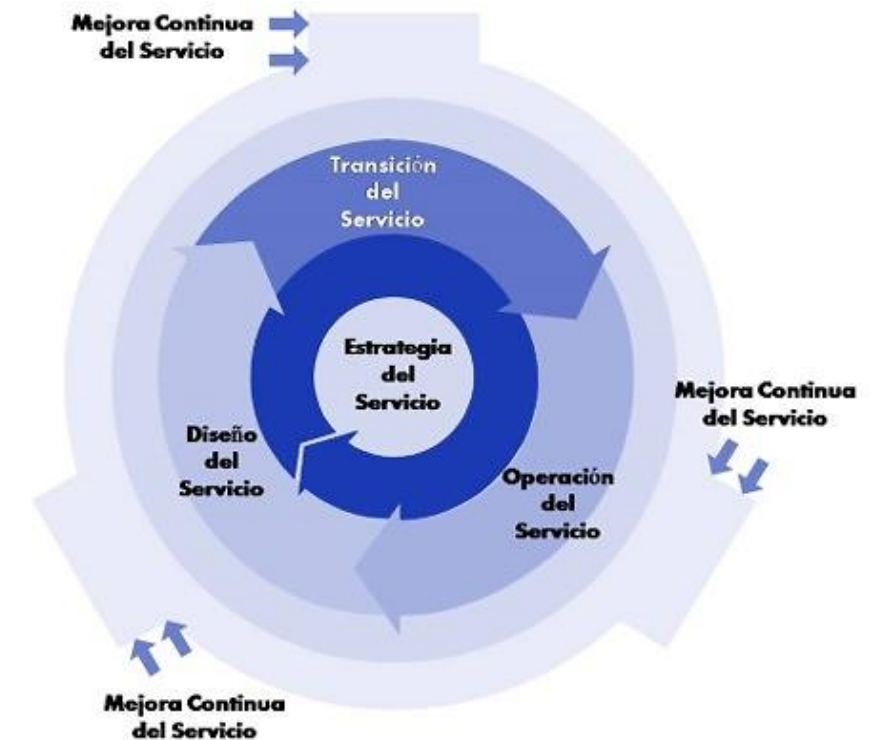 Mejora Continua
del Servicio
Transición
del
Servicio
Estrategia
del
Servicio
Mejora Continua
del Servicio
Diseño
del
Servicio
Operación
del
Servicio
Mejora Continua
del Servicio